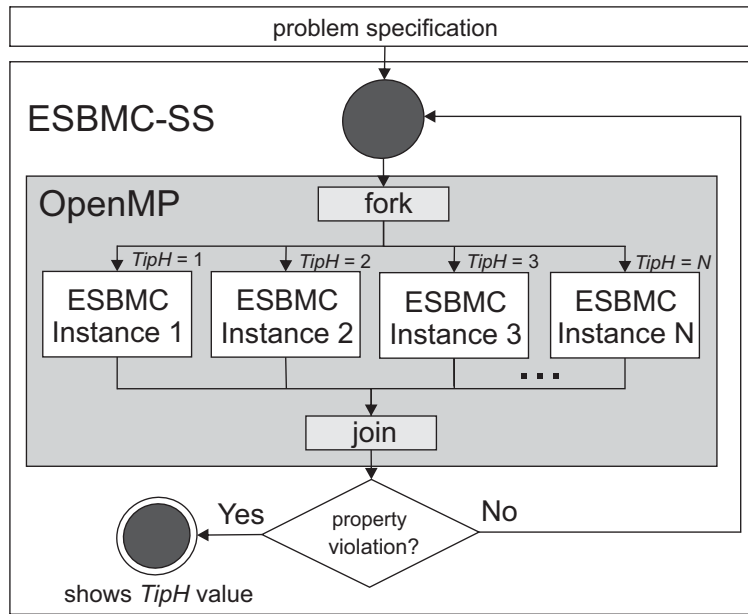 problem specification
ESBMC-SS
OpenMP
fork
TipH = 1
TipH = 2
TipH = 3
TipH = N
ESBMC
Instance 1
ESBMC
Instance 2
ESBMC
Instance 3
ESBMC
Instance N
...
join
property
violation?
Yes
No
shows TipH value